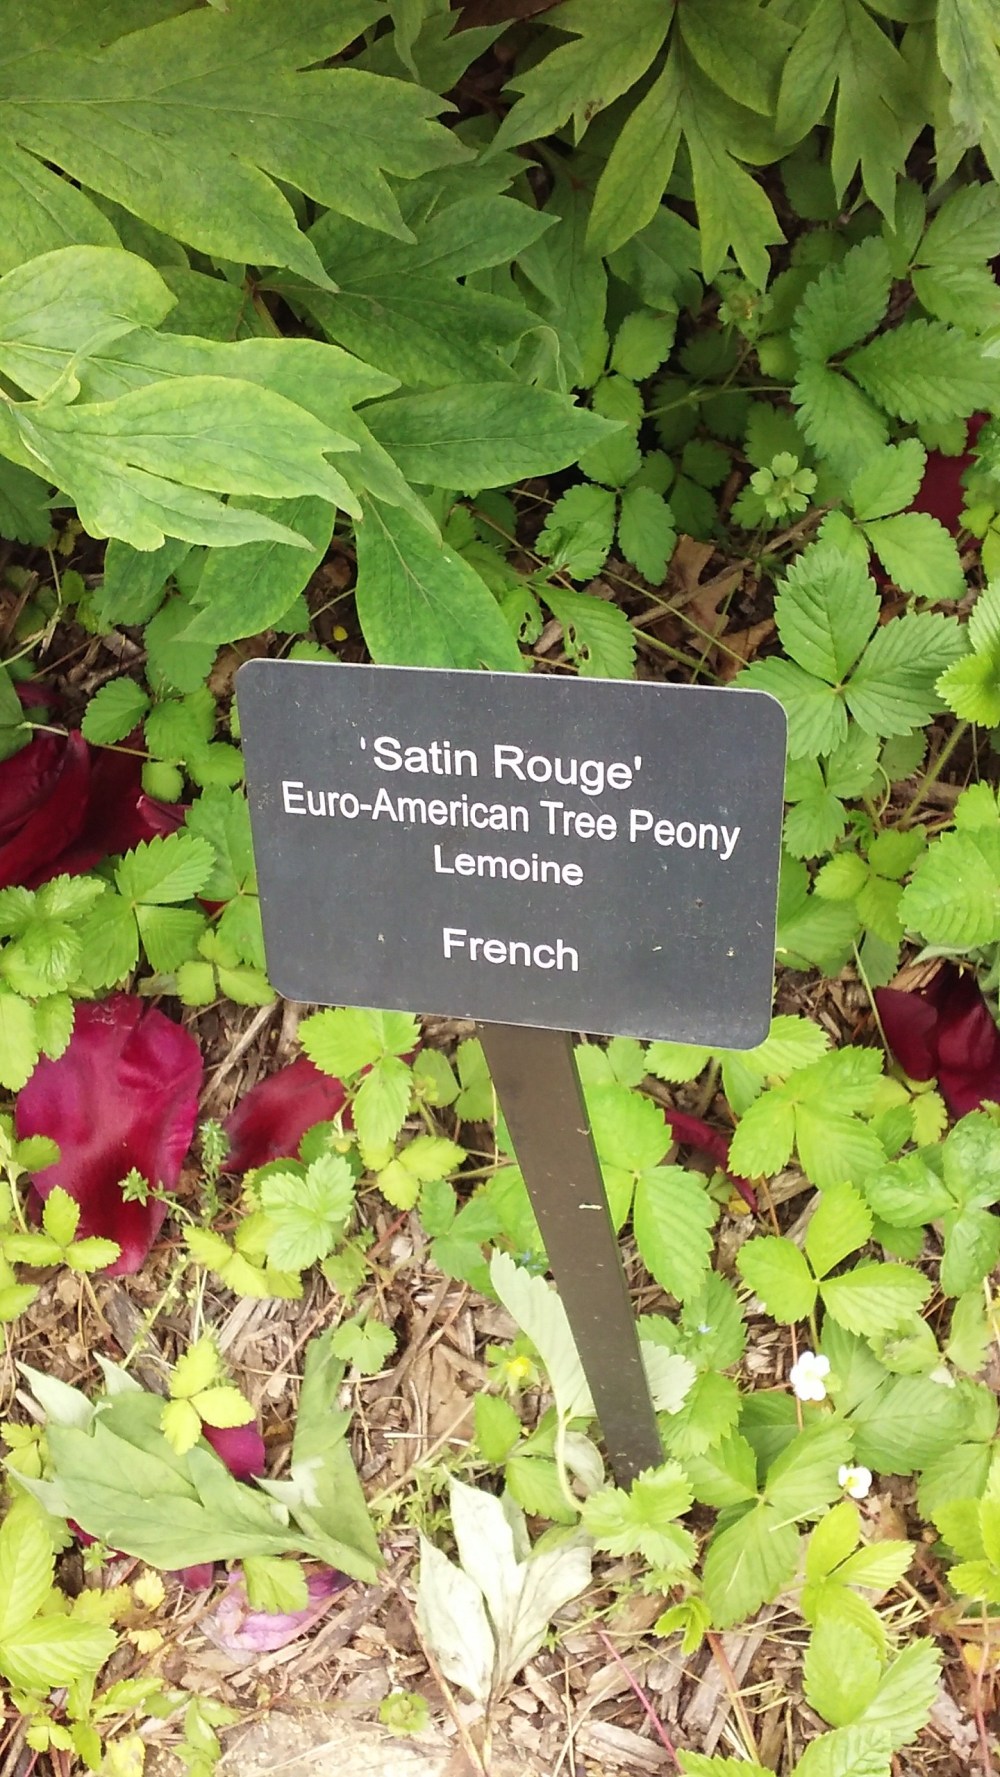 'Satin Rouge'
Euro-American Tree Peony
Lemoine
French